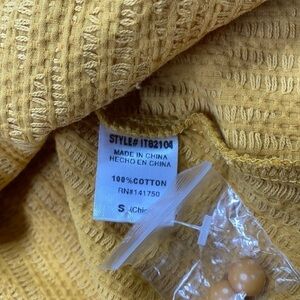 STYLE# IT62104
MADE IN CHINA
HECHO EN CHINA
100%COTTON
RN#141750
S